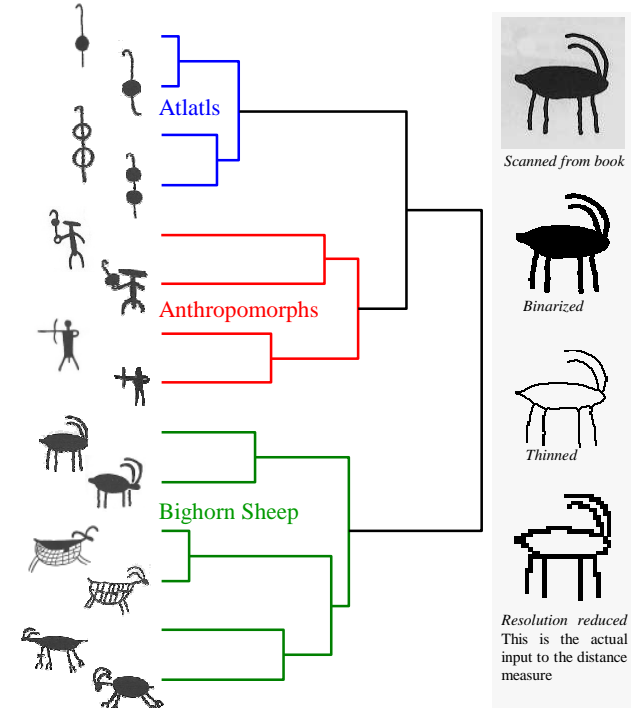 Atlatls
Anthropomorphs
Bighorn Sheep
Scanned from book
Binarized
Thinned
Resolution reduced
This is the actual
input to the distance
measure